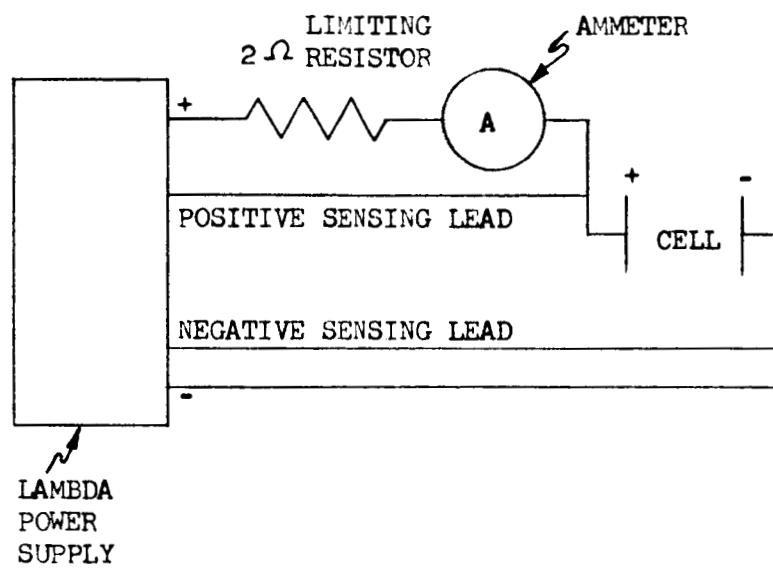 LIMITING
2 Ω RESISTOR
AMMETER
+
A
+ -
POSITIVE SENSING LEAD
CELL
NEGATIVE SENSING LEAD
-
LAMBDA
POWER
SUPPLY